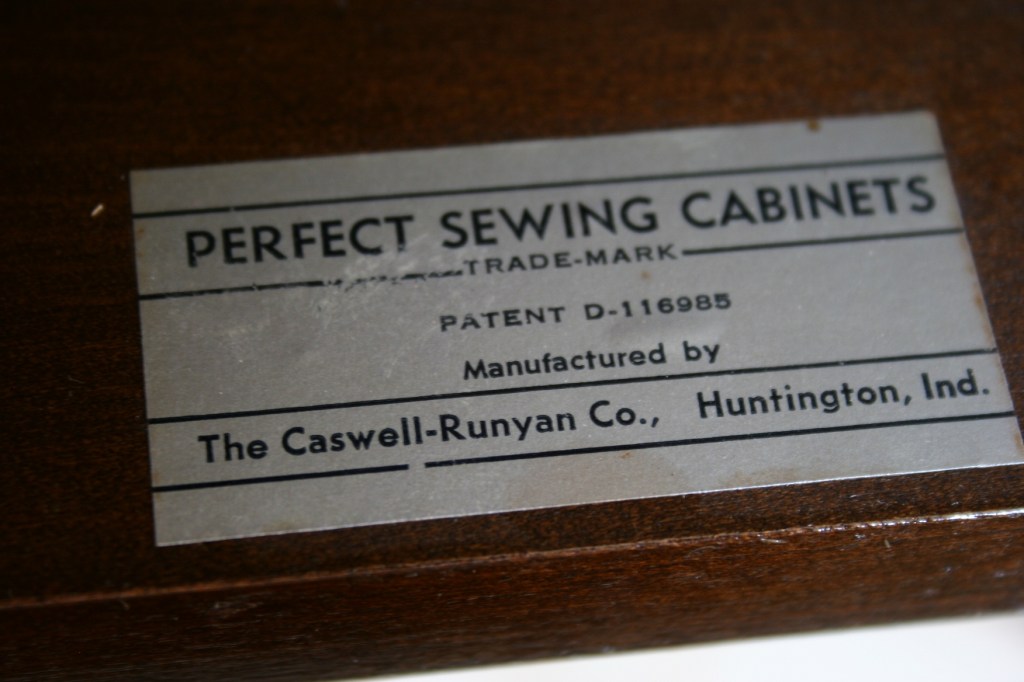 PERFECT SEWING CABINETS
TRADE-MARK
PATENT D-116985
Manufactured by
The Caswell-Runyan Co., Huntington, Ind.